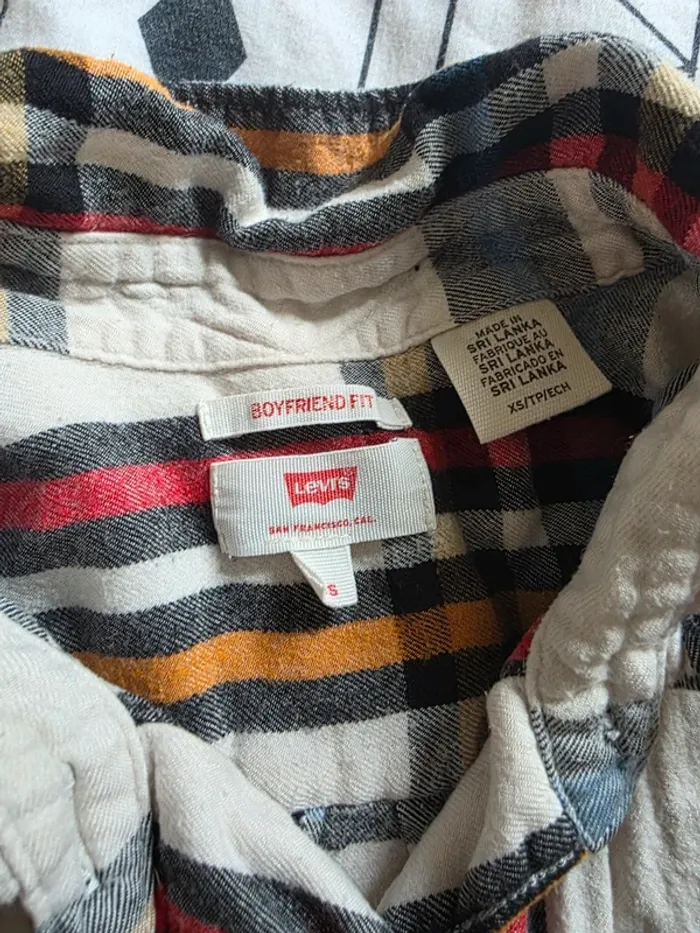 MADE IN
SRI LANKA
FABRIQUE AU
SRI LANKA
FABRICADO EN
SRI LANKA
XS/TP/ECH
BOYFRIEND FIT
LEVI'S
SAN FRANCISCO, CAL.
S